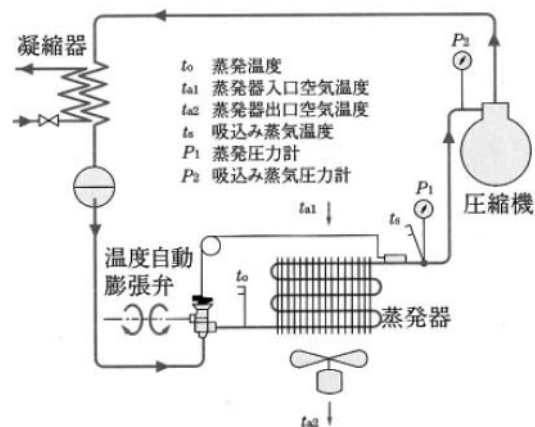 凝縮器
P2
to 蒸発温度
ta1 蒸発器入口空気温度
ta2 蒸発器出口空気温度
ts 吸込み蒸気温度
P1 蒸発圧力計
P2 吸込み蒸気圧力計
圧縮機
P1
ts
ta1
温度自動
膨張弁
to
蒸発器
ta2